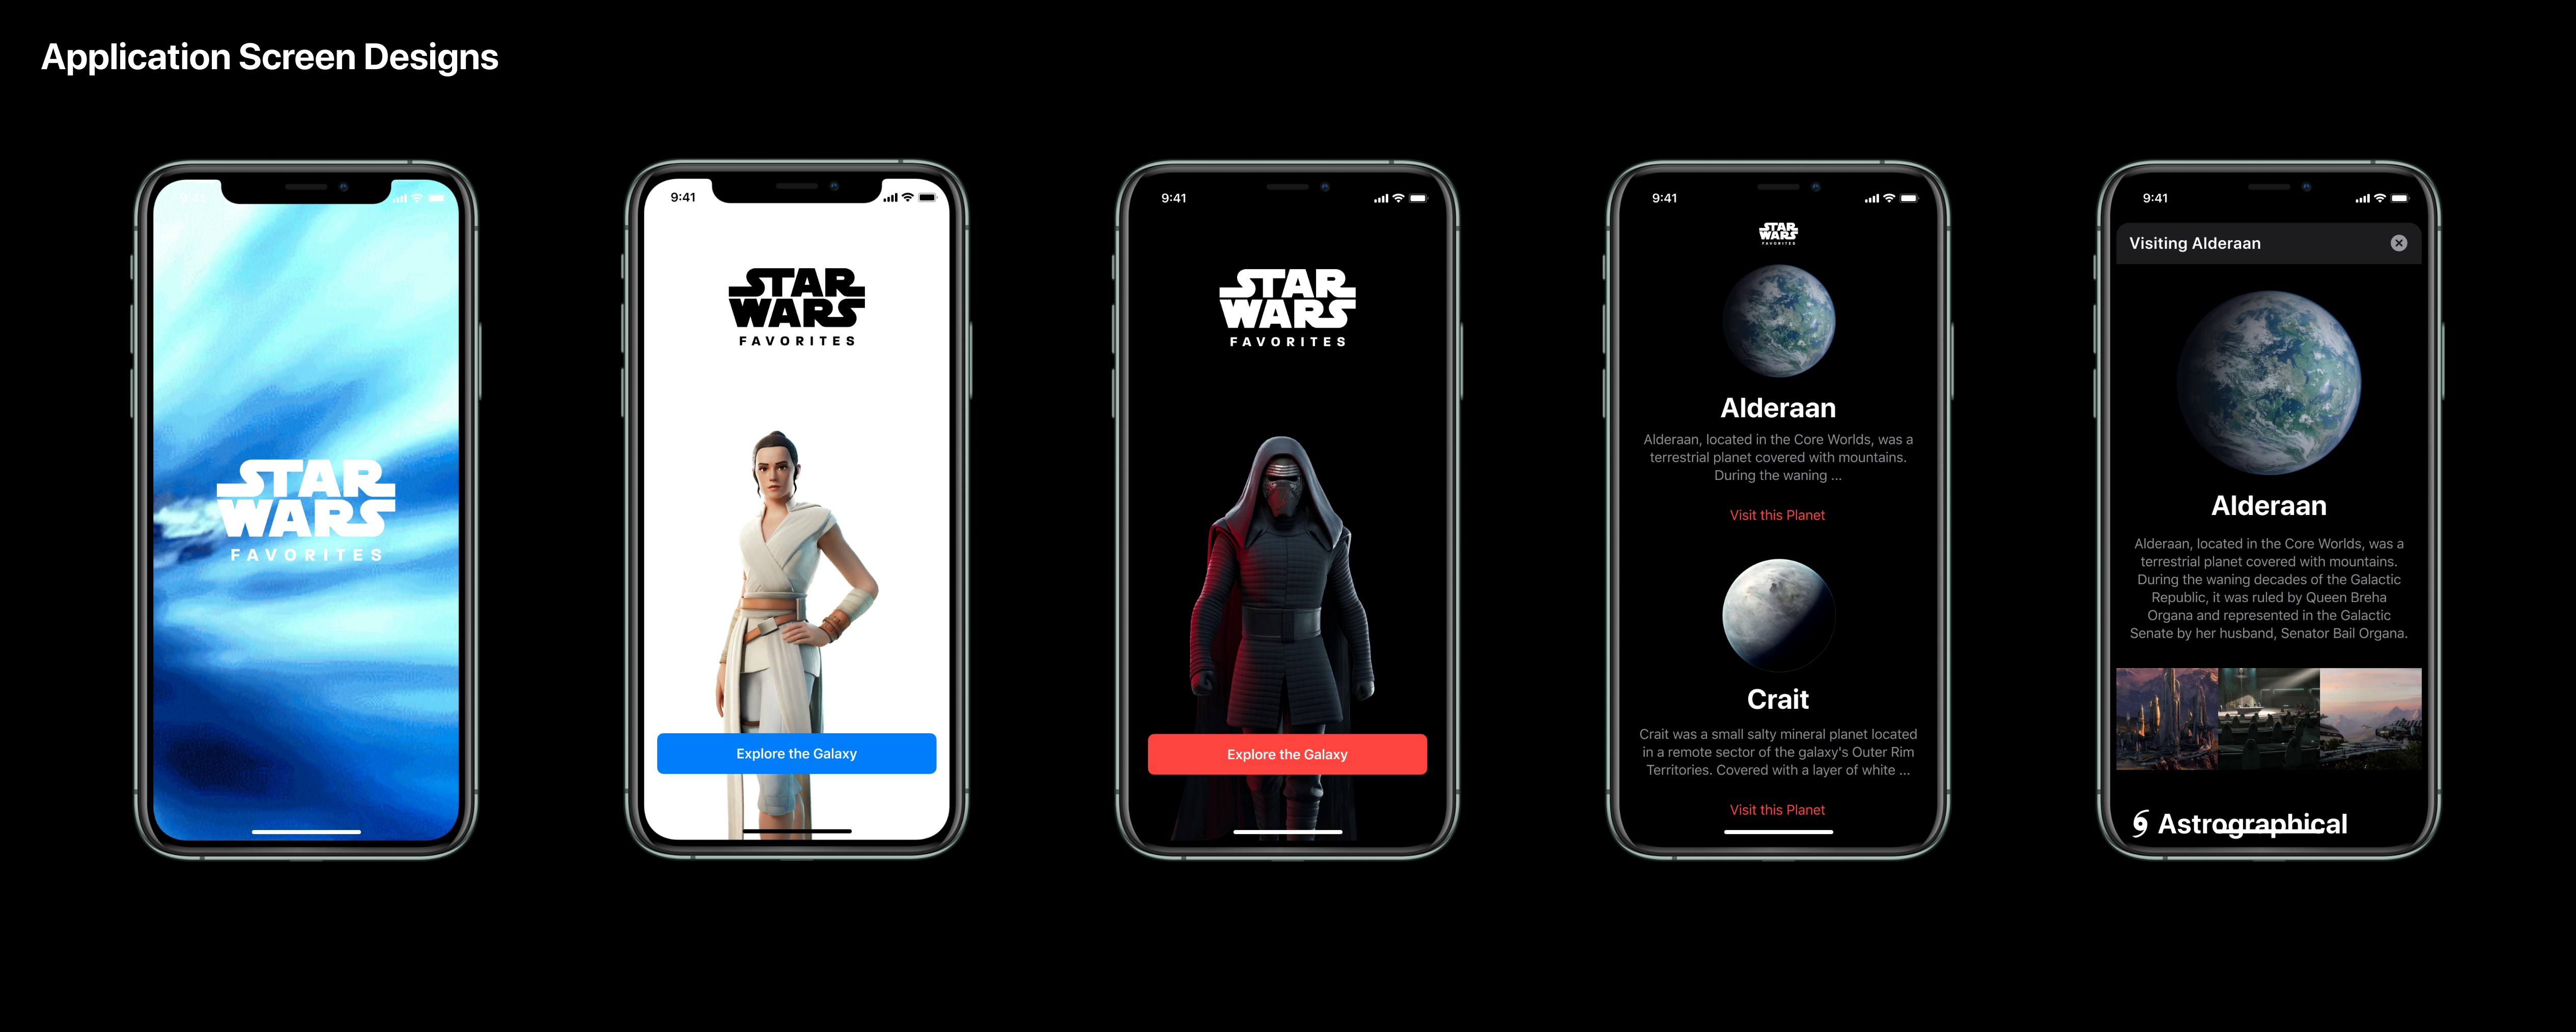 Application Screen Designs
9:41
STAR
WARS
FAVORITES
9:41
STAR
WARS
FAVORITES
Explore the Galaxy
9:41
STAR
WARS
FAVORITES
Explore the Galaxy
9:41
STAR
WARS
FAVORITES
Alderaan
Alderaan, located in the Core Worlds, was a
terrestrial planet covered with mountains.
During the waning ...
Visit this Planet
Crait
Crait was a small salty mineral planet located
in a remote sector of the galaxy's Outer Rim
Territories. Covered with a layer of white ...
Visit this Planet
9:41
Visiting Alderaan
Alderaan
Alderaan, located in the Core Worlds, was a
terrestrial planet covered with mountains.
During the waning decades of the Galactic
Republic, it was ruled by Queen Breha
Organa and represented in the Galactic
Senate by her husband, Senator Bail Organa.
Astrographical